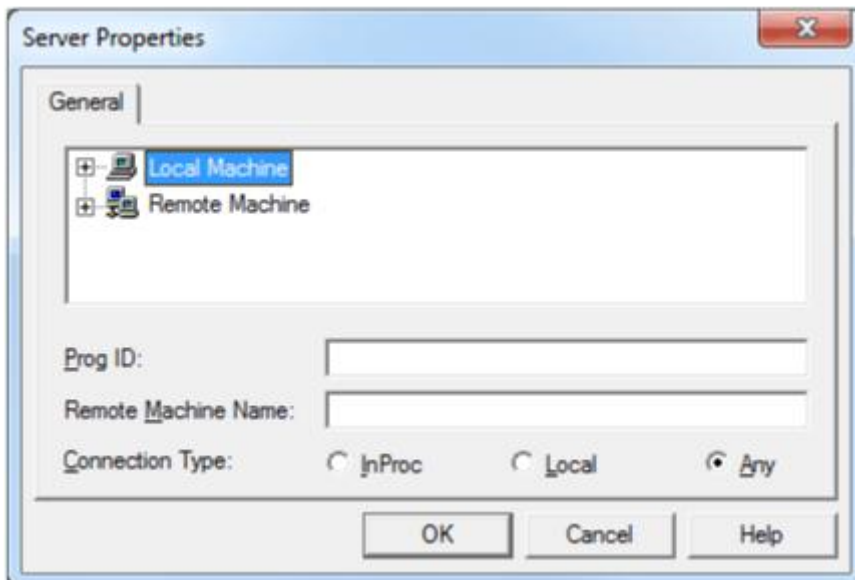 Server Properties
General
Local Machine
Remote Machine
Prog ID:
Remote Machine Name:
Connection Type: InProc Local Any
OK Cancel Help